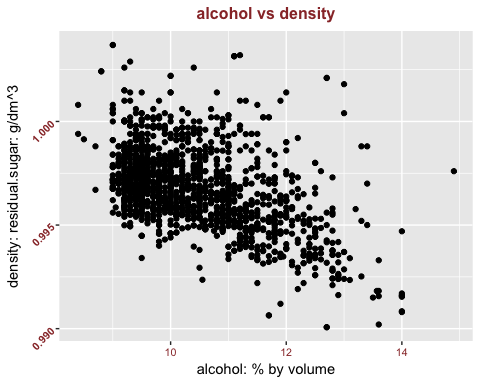 alcohol vs density
density: residual.sugar: g/dm^3
1.000
0.995
0.990
10
12
14
alcohol: % by volume